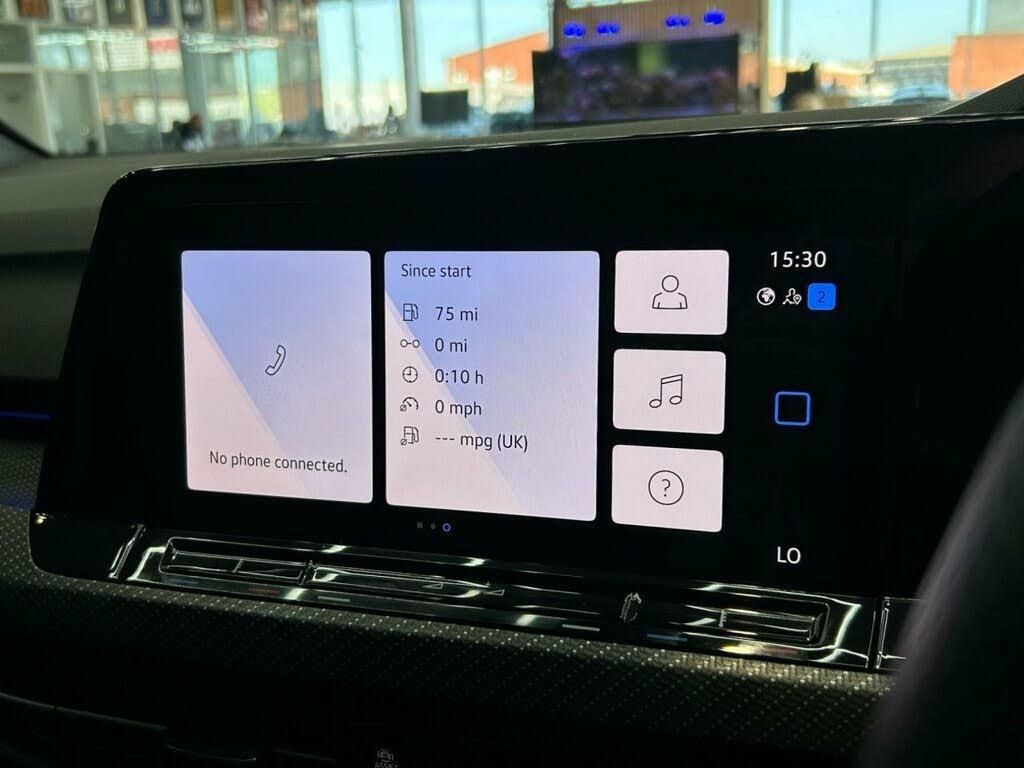 No phone connected.
Since start
75 mi
0 mi
0:10 h
0 mph
--- mpg (UK)
?
15:30
2
LO
ASSIST